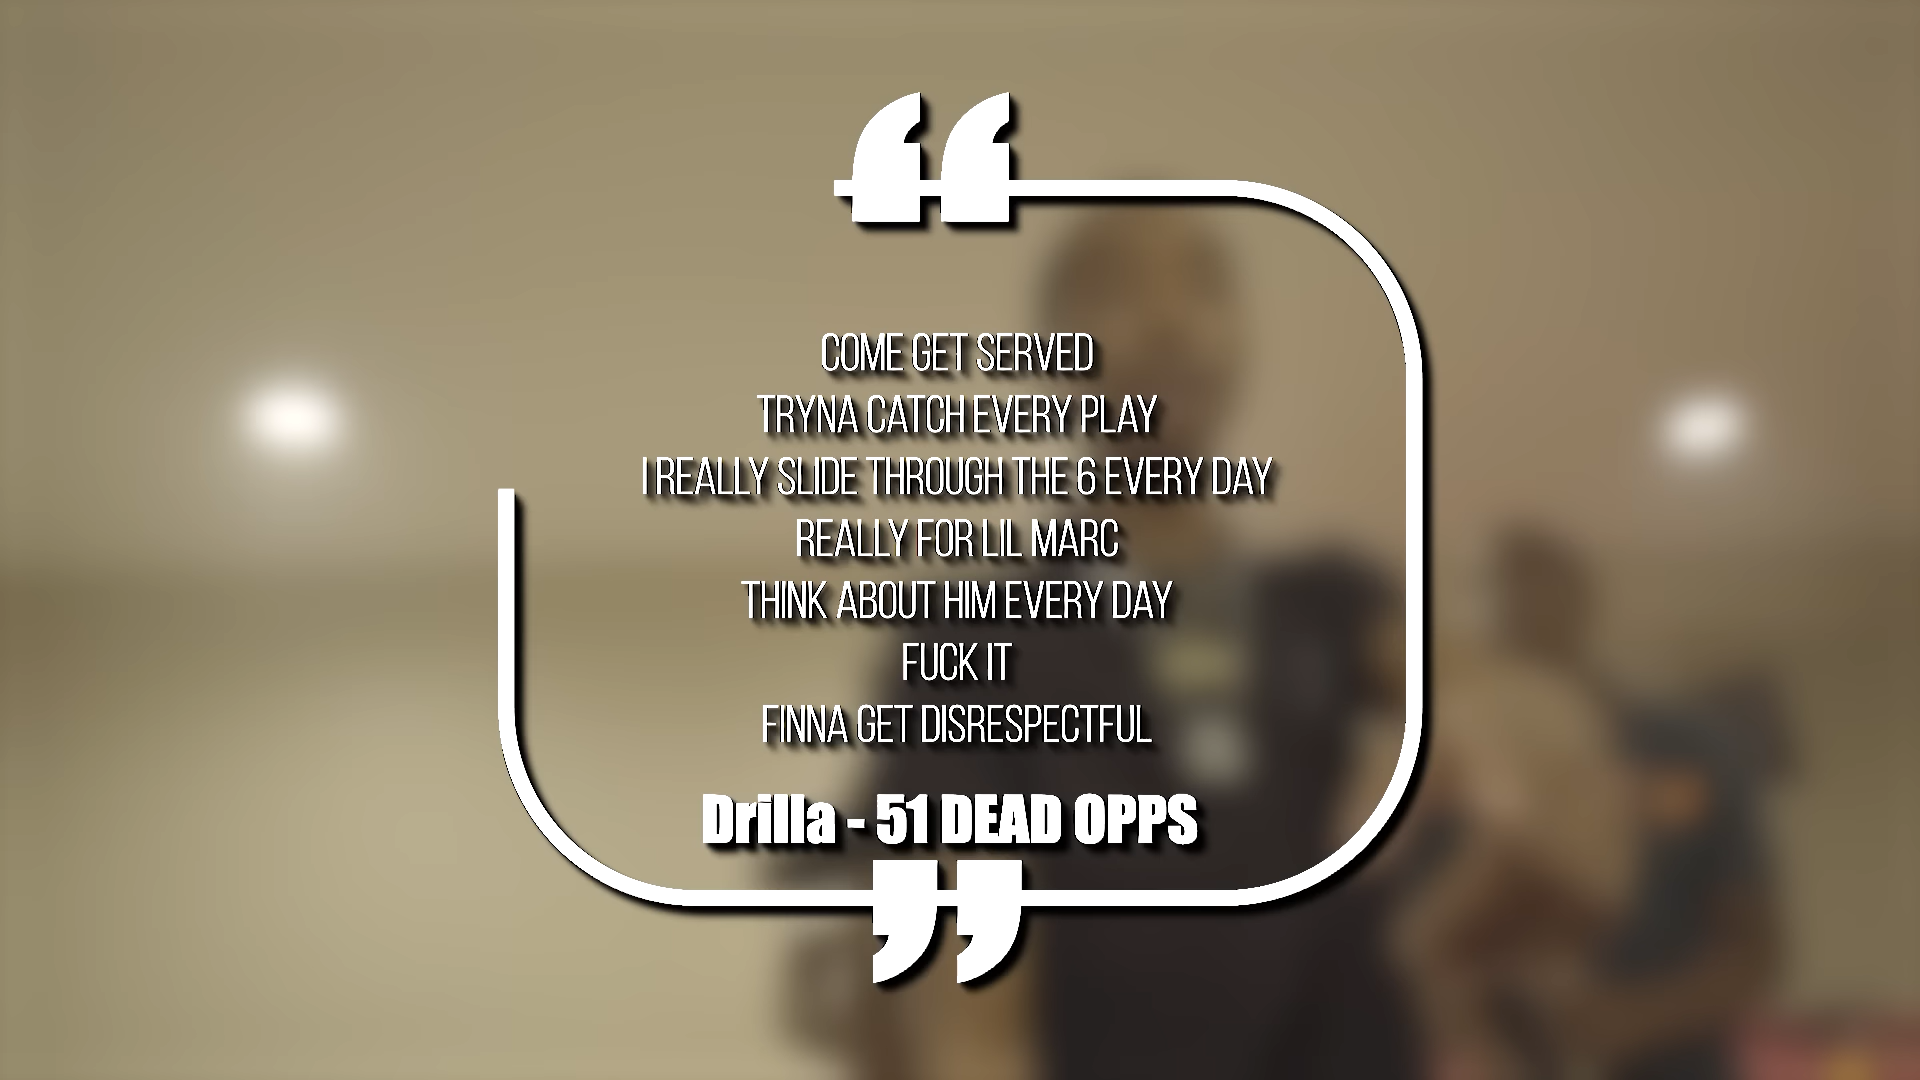 COME GET SERVED
TRYNA CATCH EVERY PLAY
I REALLY SLIDE THROUGH THE 6 EVERY DAY
REALLY FOR LIL MARC
THINK ABOUT HIM EVERY DAY
FUCK IT
FINNA GET DISRESPECTFUL
Drilla - 51 DEAD OPPS